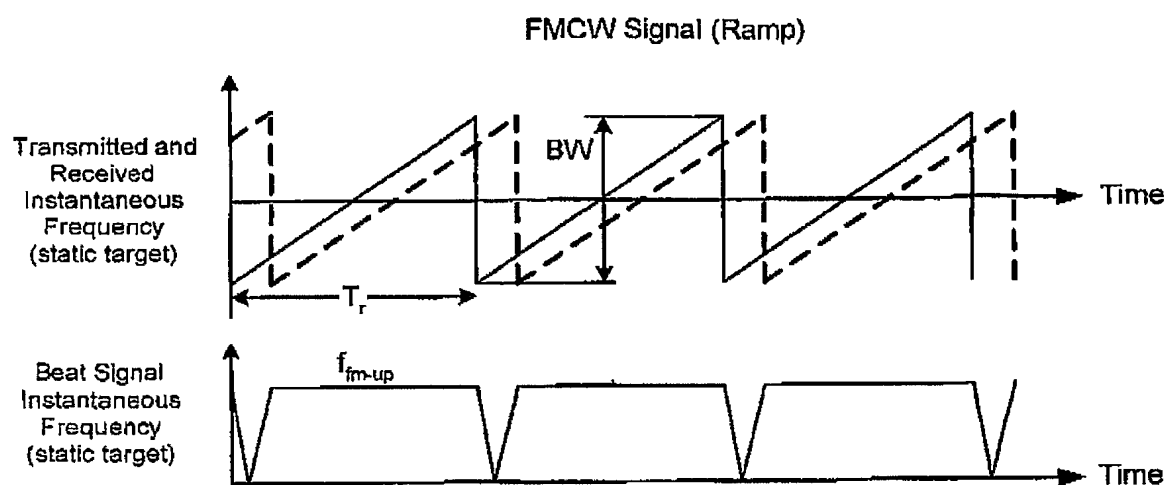 FMCW Signal (Ramp)
Transmitted and
Received
Instantaneous
Frequency
(static target)
BW
Time
Tr
Beat Signal
Instantaneous
Frequency
(static target)
ffm-up
Time